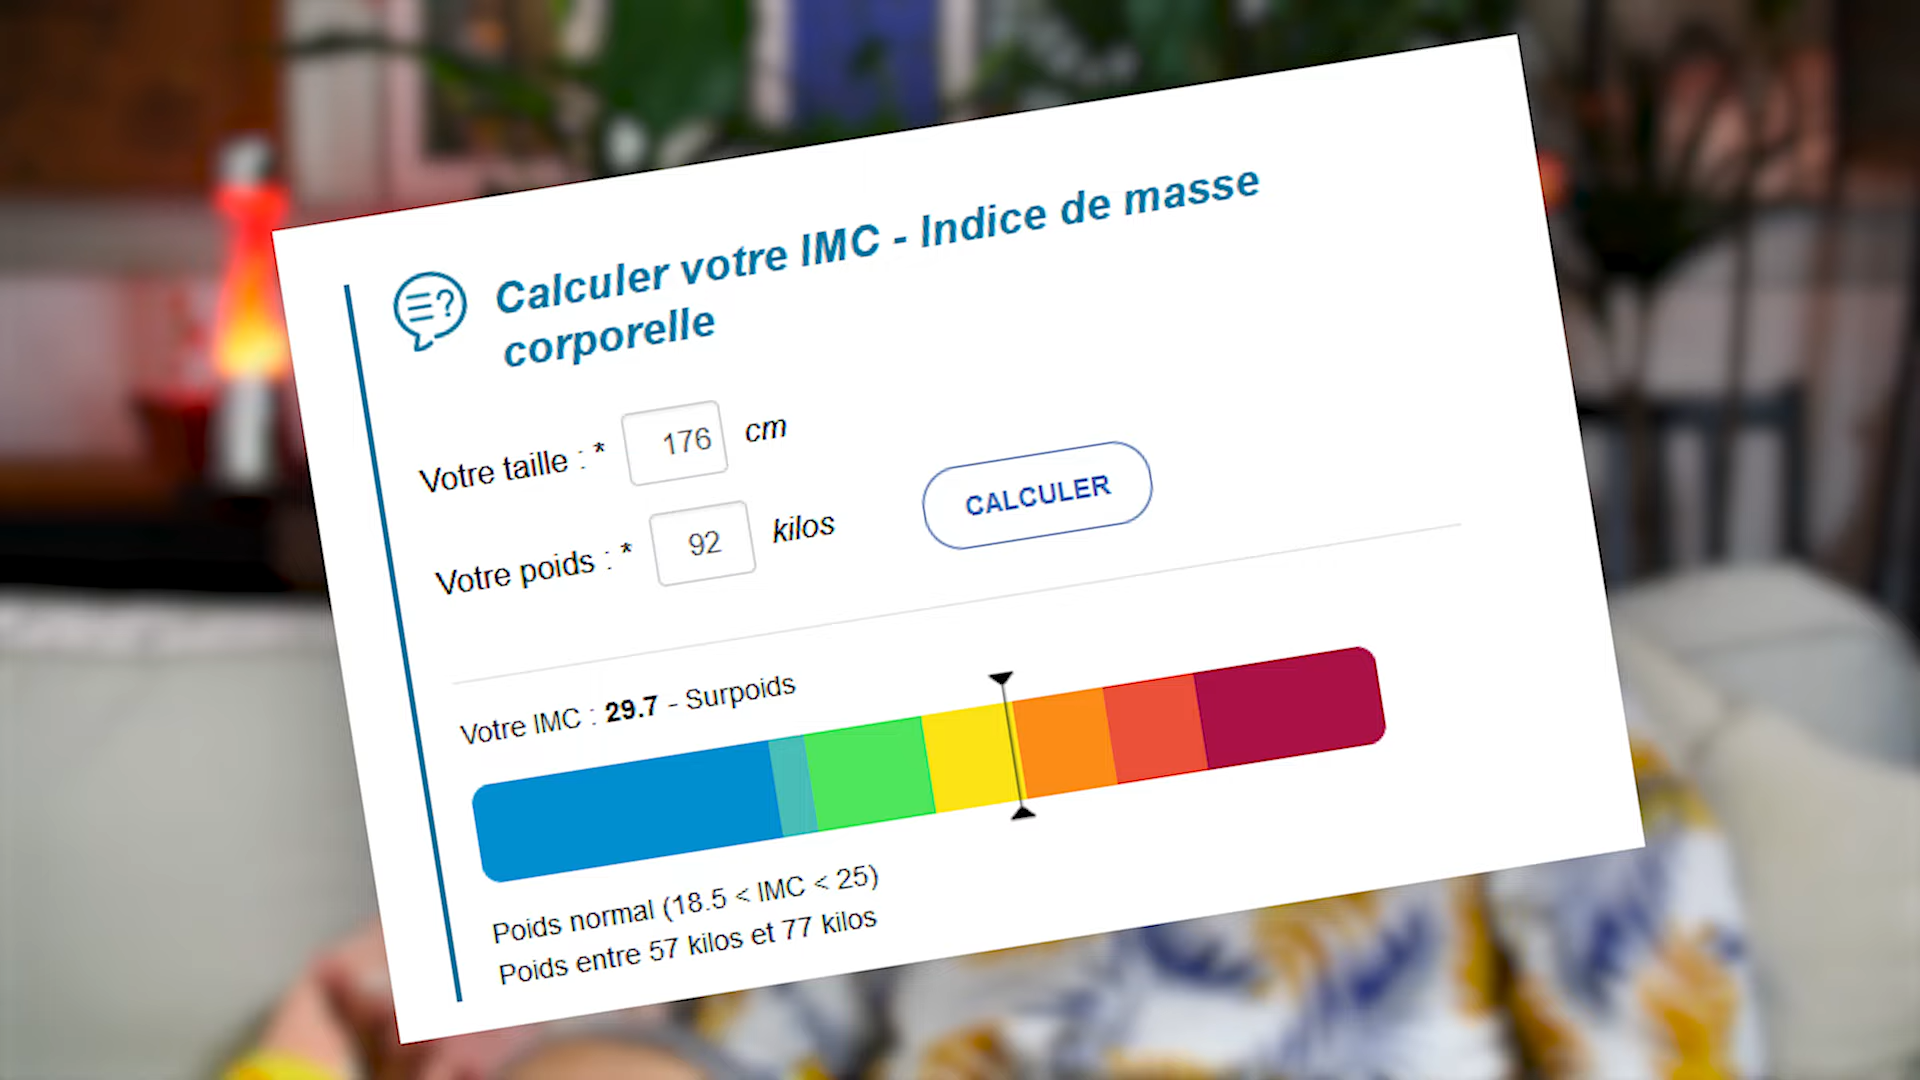 Calculer votre IMC - Indice de masse
corporelle
Votre taille : * 176 cm
Votre poids : * 92 kilos
CALCULER
Votre IMC : 29.7 - Surpoids
Poids normal (18.5 < IMC < 25)
Poids entre 57 kilos et 77 kilos